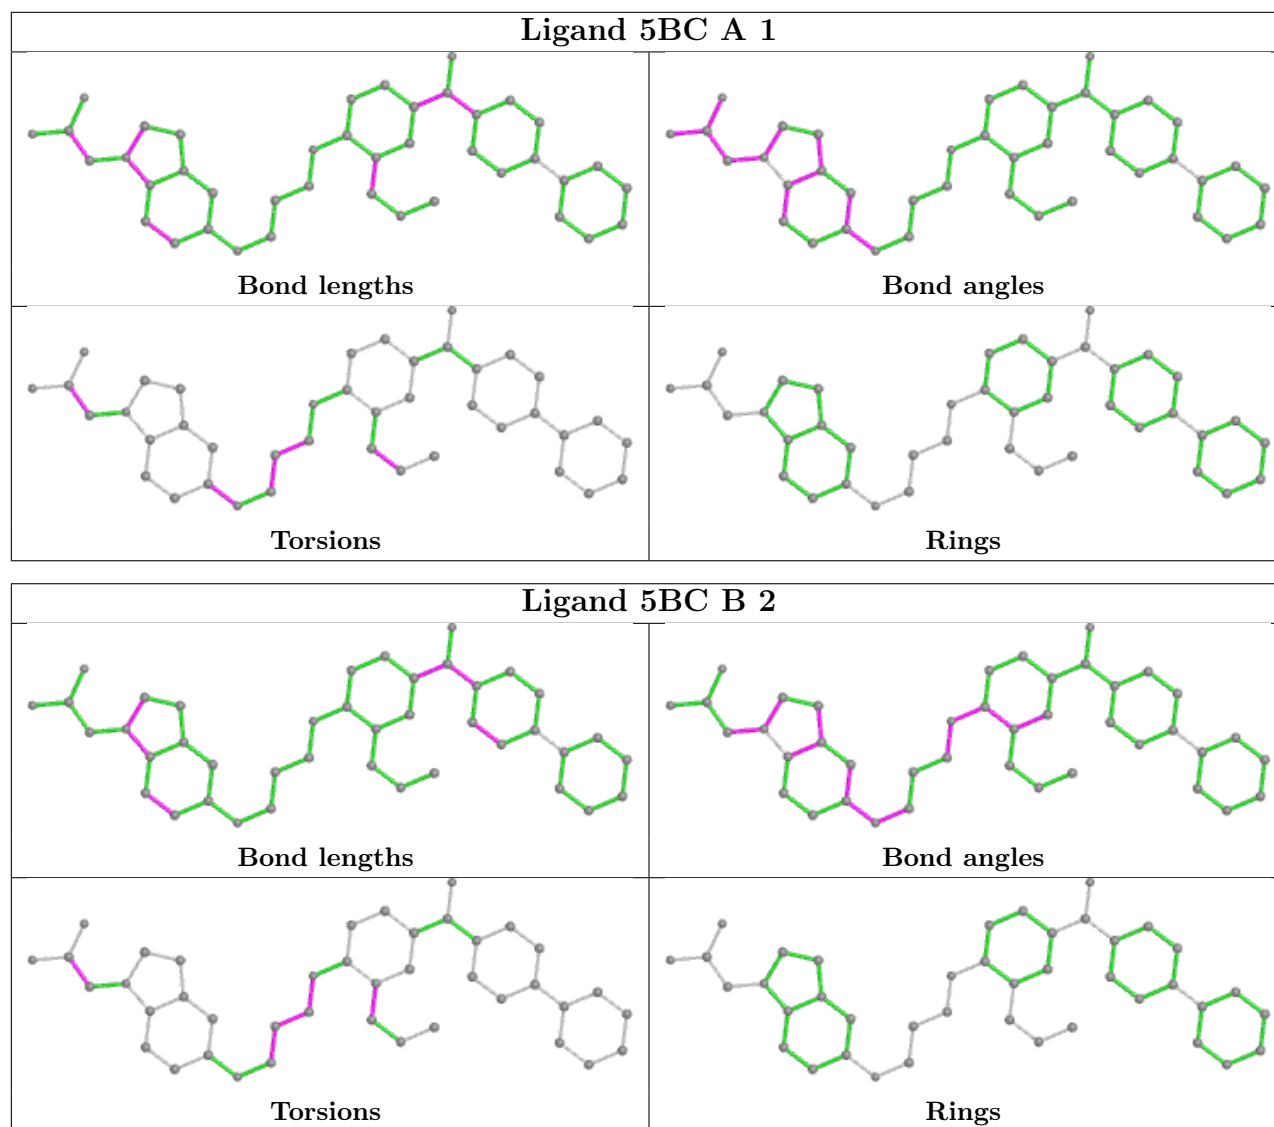 Ligand 5BC A 1
Bond lengths
Bond angles
Torsions
Rings
Ligand 5BC B 2
Bond lengths
Bond angles
Torsions
Rings